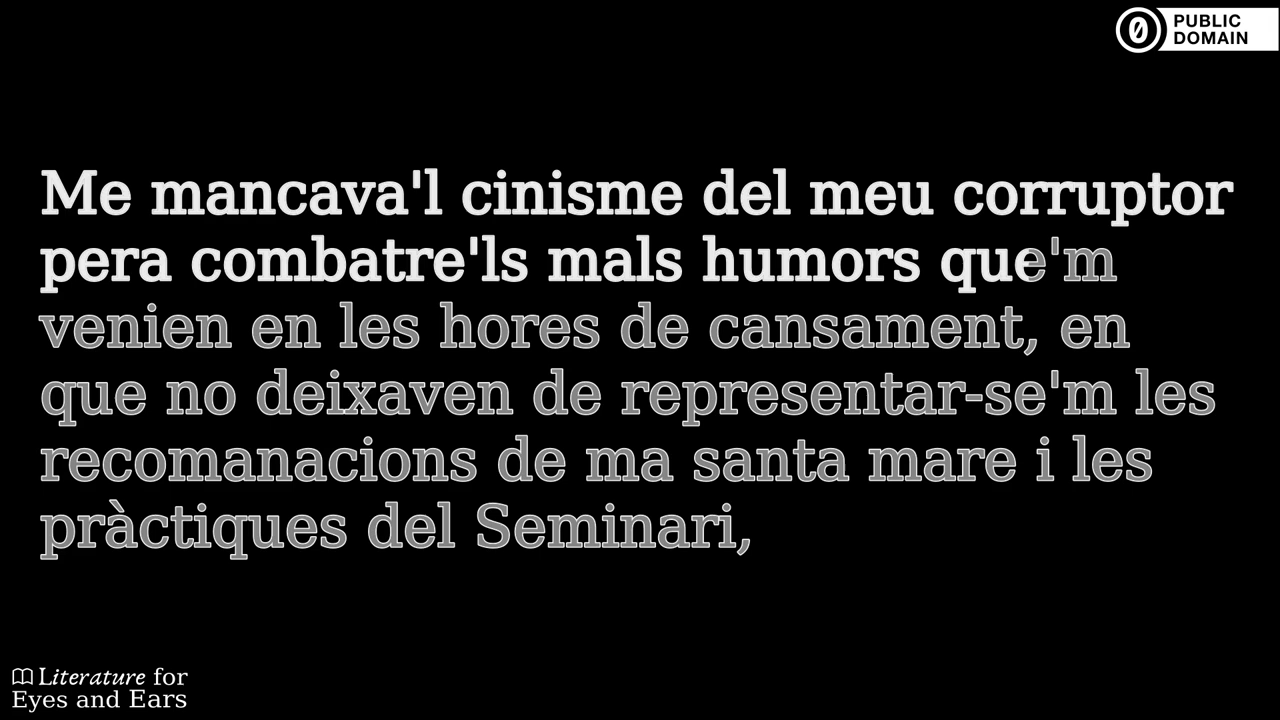 PUBLIC
DOMAIN
Me mancava'l cinisme del meu corruptor
pera combatre'ls mals humors que'm
venien en les hores de cansament, en
que no deixaven de representar-se'm les
recomanacions de ma santa mare i les
pràctiques del Seminari,
Literature for
Eyes and Ears